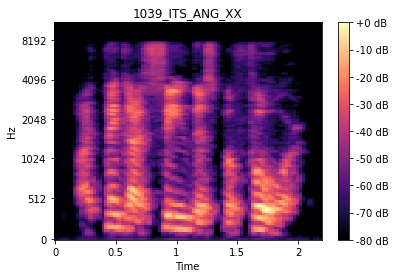 1039_ITS_ANG_XX
Hz
8192
4096
2048
1024
512
0
0
0.5
1
1.5
2
Time
+0 dB
-10 dB
-20 dB
-30 dB
-40 dB
-50 dB
-60 dB
-70 dB
-80 dB